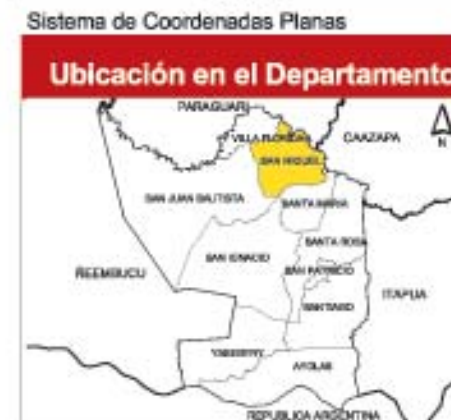 Sistema de Coordenadas Planas
Ubicación en el Departamento
PARAGUARI
VILLA FLORIDA
CAAZAPA
N
SAN MIGUEL
SAN JUAN BAUTISTA
SANTA MARIA
SANTA ROSA
SAN IGNACIO
SAN PATRICIO
ÑEEMBUCU
ITAPUA
SANTIAGO
YABEBYRY
AYOLAS
REPUBLICA ARGENTINA